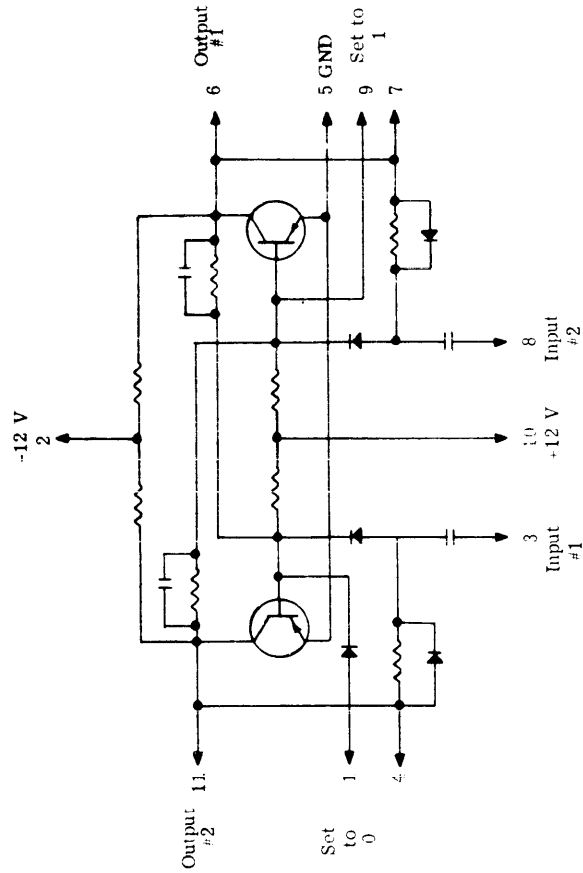 -12 V
2
Output
#1
6
11
Output
#2
5 GND
9
Set to
1
7
1
Set
to
0
4
3
Input
#1
10
+12 V
8
Input
#2